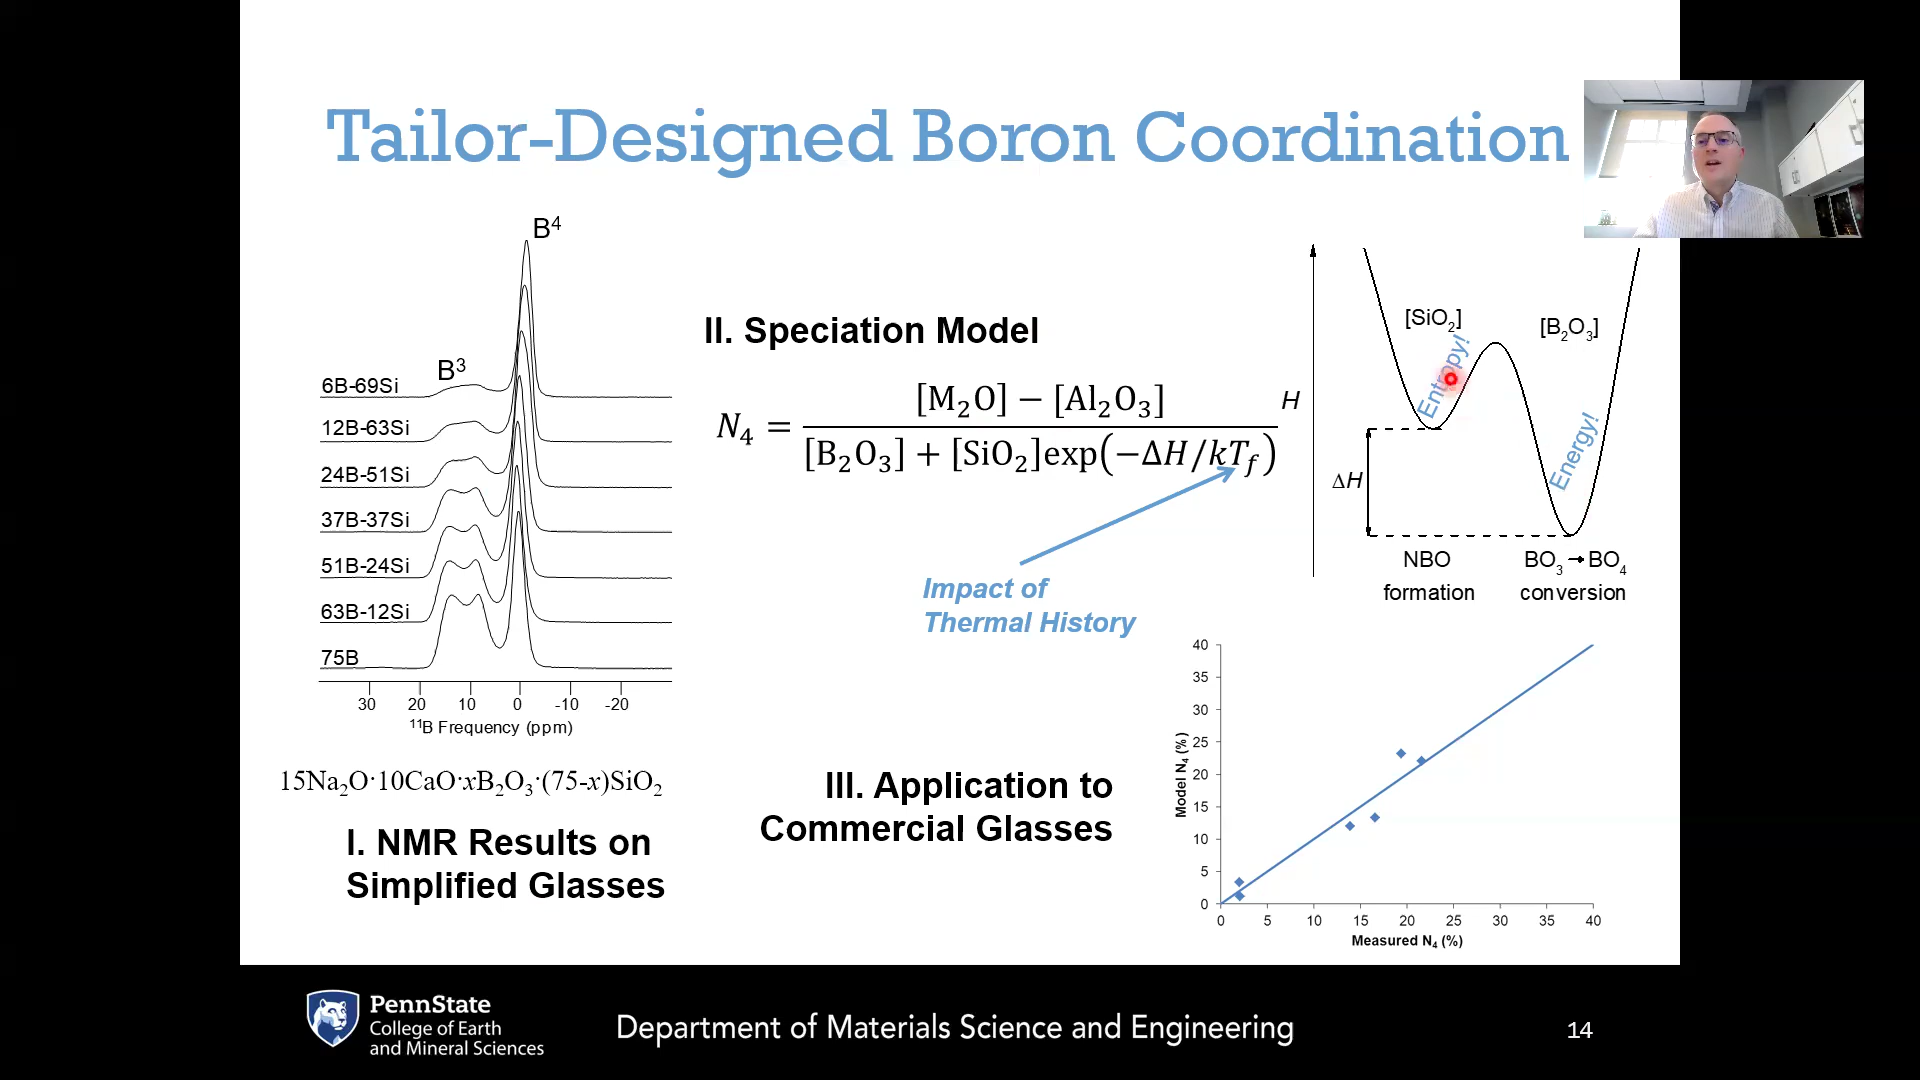 Tailor-Designed Boron Coordination
B⁴
B³
6B-69Si
12B-63Si
24B-51Si
37B-37Si
51B-24Si
63B-12Si
75B
30 20 10 0 -10 -20
¹¹B Frequency (ppm)
15Na₂O·10CaO·xB₂O₃·(75-x)SiO₂
I. NMR Results on
Simplified Glasses
II. Speciation Model
N₄ = [M₂O] − [Al₂O₃] / [B₂O₃] + [SiO₂]exp(−ΔH/kT_f)
Impact of
Thermal History
H
[SiO₂]
[B₂O₃]
Entropy!
Energy!
ΔH
NBO
formation
BO₃ → BO₄
conversion
III. Application to
Commercial Glasses
Model N₄ (%)
40
35
30
25
20
15
10
5
0
0 5 10 15 20 25 30 35 40
Measured N₄ (%)
PennState
College of Earth
and Mineral Sciences
Department of Materials Science and Engineering
14